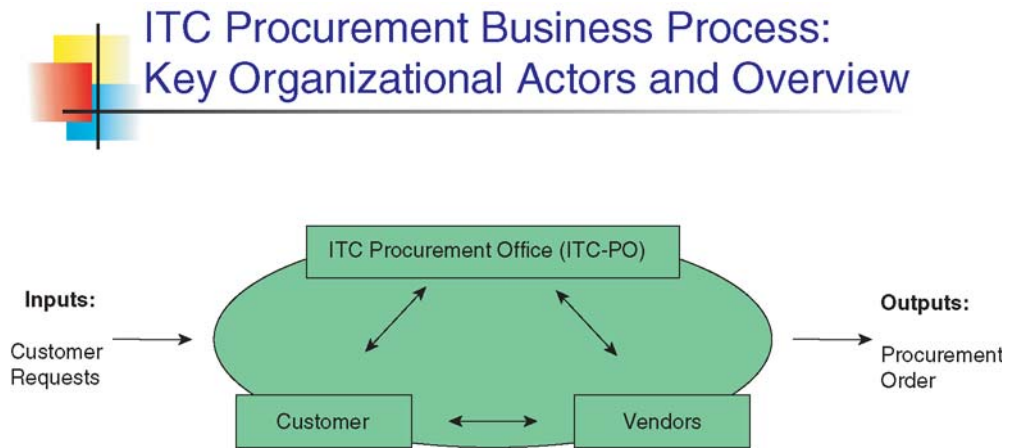 ITC Procurement Business Process:
Key Organizational Actors and Overview
ITC Procurement Office (ITC-PO)
Inputs:
Customer
Requests
Outputs:
Procurement
Order
Customer
Vendors